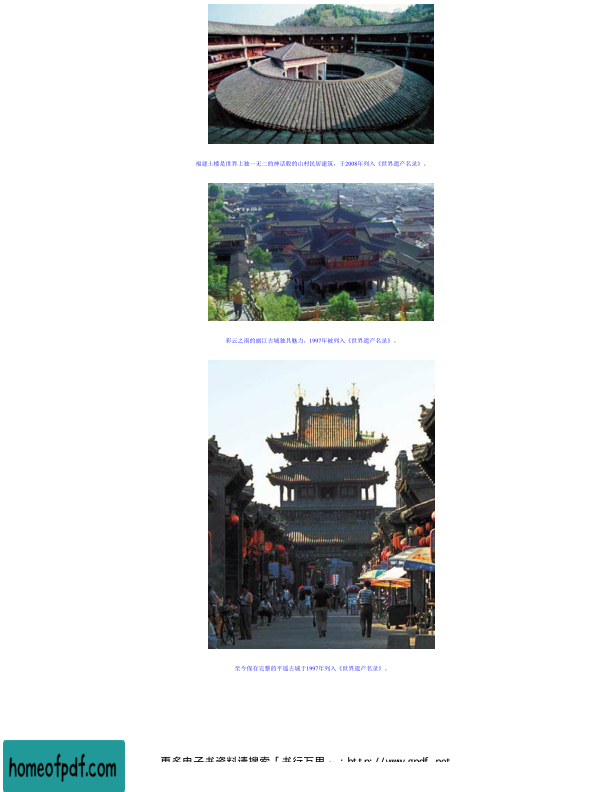 福建土楼是世界上独一无二的神话般的山村民居建筑，于2008年列入《世界遗产名录》。
彩云之南的丽江古城独具魅力，1997年被列入《世界遗产名录》。
至今保存完整的平遥古城于1997年列入《世界遗产名录》。
homeofpdf.com
更多电子书资料请搜索「书行万里」：http://www.gpdf.net